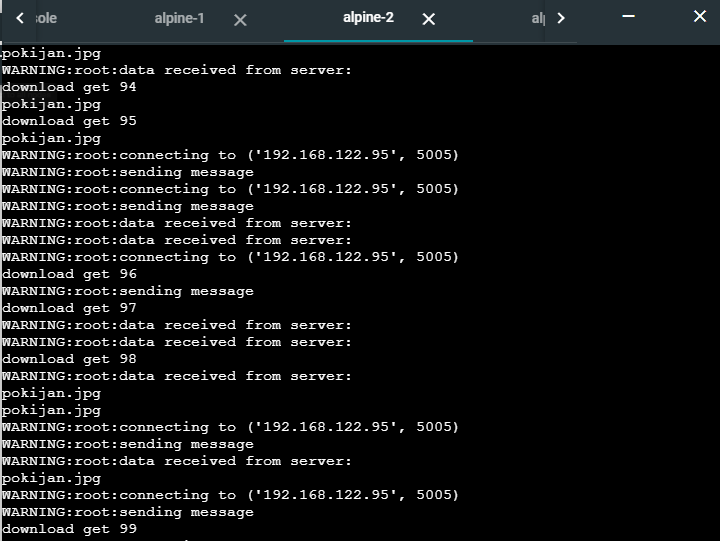 sole
alpine-1
alpine-2
al
pokijan.jpg
WARNING:root:data received from server:
download get 94
pokijan.jpg
download get 95
pokijan.jpg
WARNING:root:connecting to ('192.168.122.95', 5005)
WARNING:root:sending message
WARNING:root:connecting to ('192.168.122.95', 5005)
WARNING:root:sending message
WARNING:root:data received from server:
WARNING:root:data received from server:
WARNING:root:connecting to ('192.168.122.95', 5005)
download get 96
WARNING:root:sending message
download get 97
WARNING:root:data received from server:
WARNING:root:data received from server:
download get 98
WARNING:root:data received from server:
pokijan.jpg
pokijan.jpg
WARNING:root:connecting to ('192.168.122.95', 5005)
WARNING:root:sending message
WARNING:root:data received from server:
pokijan.jpg
WARNING:root:connecting to ('192.168.122.95', 5005)
WARNING:root:sending message
download get 99